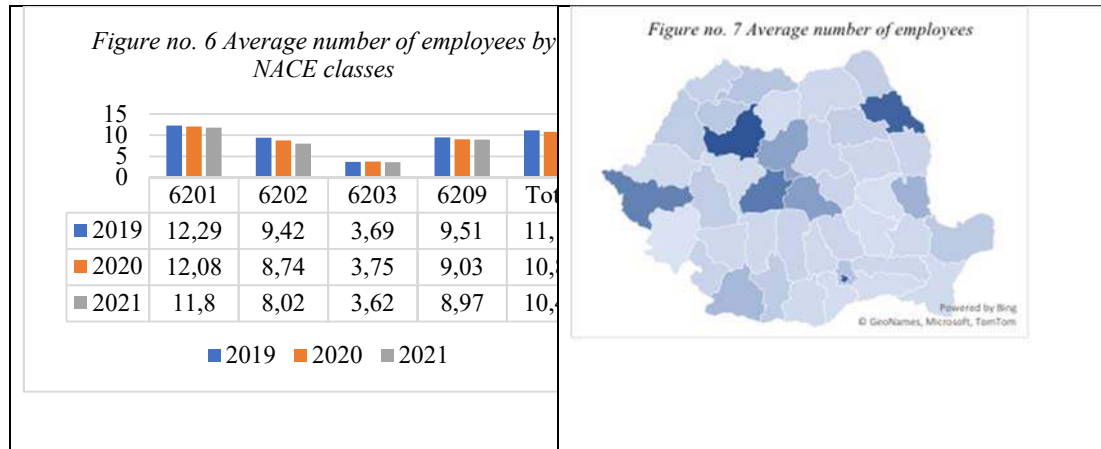 Figure no. 6 Average number of employees by
NACE classes
15
10
5
0
6201 6202 6203 6209
2019 12,29 9,42 3,69 9,51
2020 12,08 8,74 3,75 9,03
2021 11,8 8,02 3,62 8,97
2019 2020 2021
Figure no. 7 Average number of employees
Powered by Bing
© GeoNames, Microsoft, TomTom